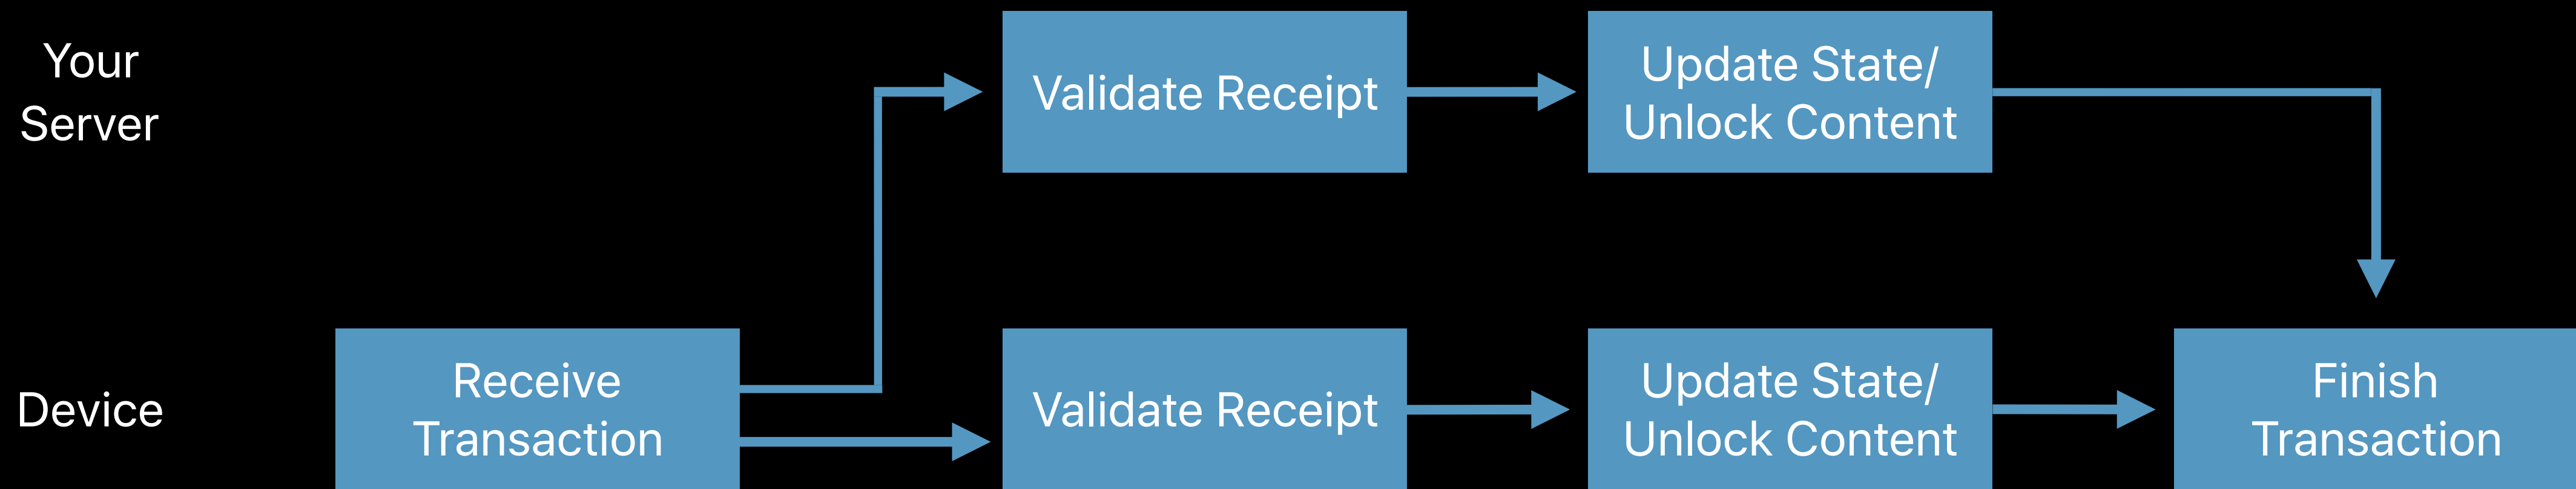 Your
Server
Validate Receipt
Update State/
Unlock Content
Device
Receive
Transaction
Validate Receipt
Update State/
Unlock Content
Finish
Transaction